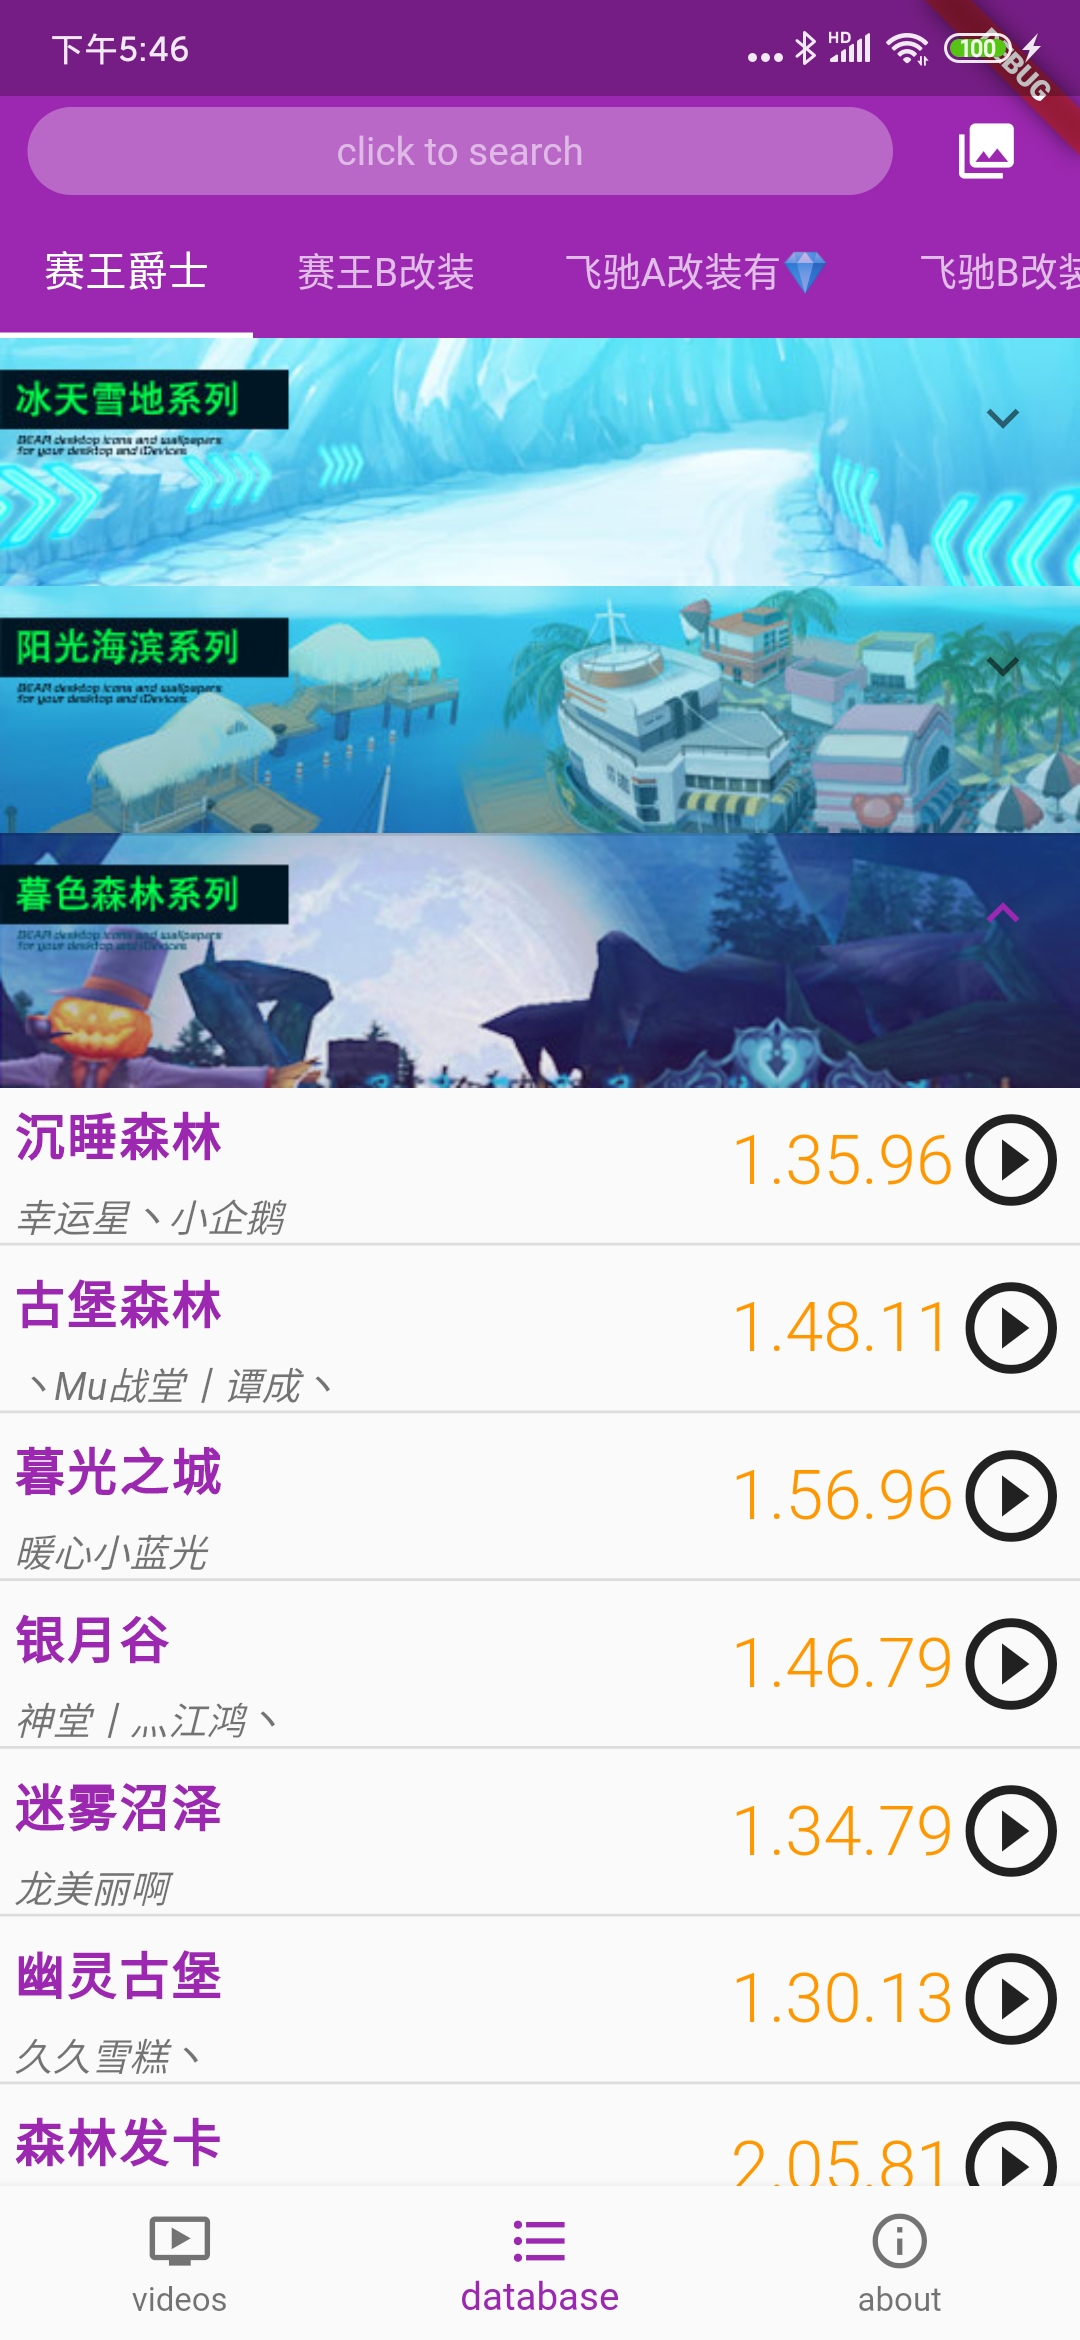 下午5:46
HD
100
DEBUG
click to search
赛王爵士
赛王B改装
飞驰A改装有💎
飞驰B改装
冰天雪地系列
BEAR desktop icons and wallpapers
for your desktop and iDevices
阳光海滨系列
BEAR desktop icons and wallpapers
for your desktop and iDevices
暮色森林系列
BEAR desktop icons and wallpapers
for your desktop and iDevices
沉睡森林
1.35.96
幸运星丶小企鹅
古堡森林
1.48.11
丶Mu战堂丨谭成丶
暮光之城
1.56.96
暖心小蓝光
银月谷
1.46.79
神堂丨灬江鸿丶
迷雾沼泽
1.34.79
龙美丽啊
幽灵古堡
1.30.13
久久雪糕丶
森林发卡
2.05.81
videos
database
about